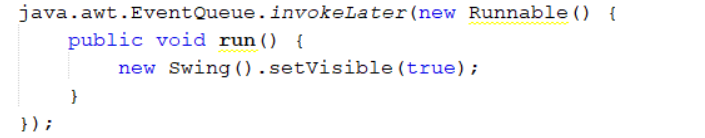 java.awt.EventQueue.invokeLater(new Runnable() {
    public void run() {
        new Swing().setVisible(true);
    }
});